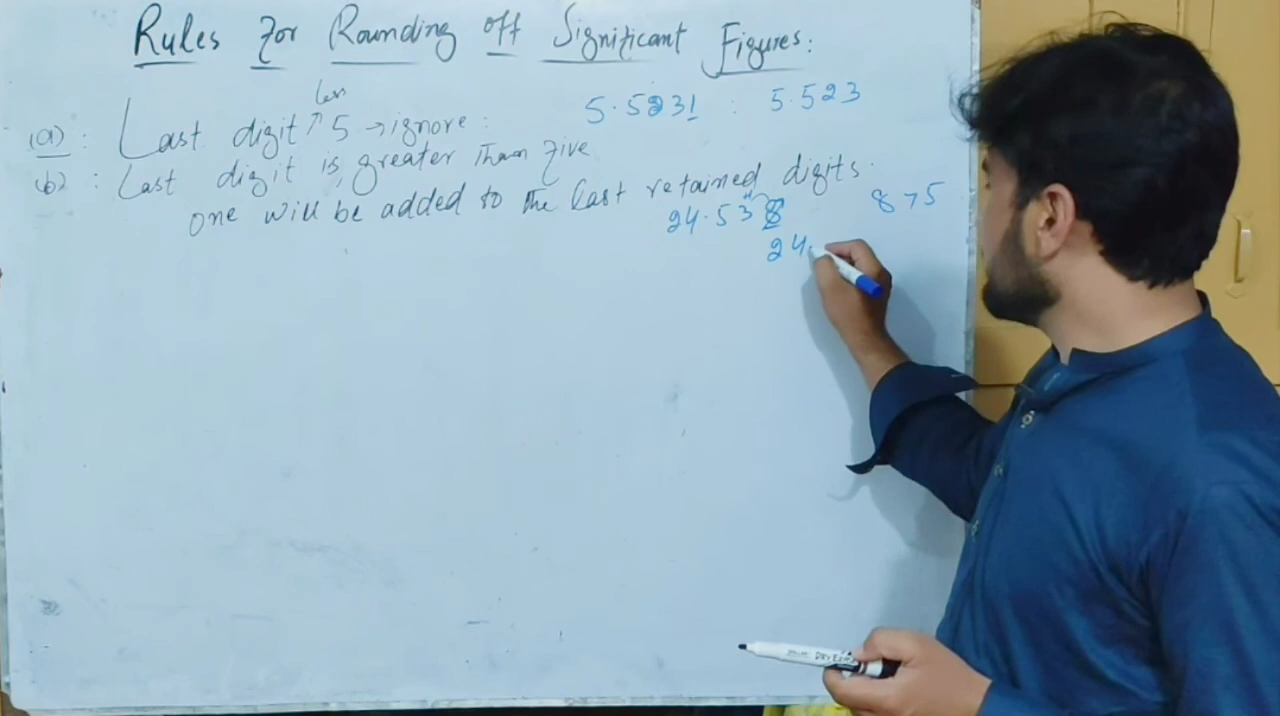 Rules For Rounding off Significant Figures:
less
(a) : Last digit 5 → ignore : 5.5231 : 5.523
(b) : Last digit is greater than five
one will be added to the last retained digits.
24.538 8 > 5
24.